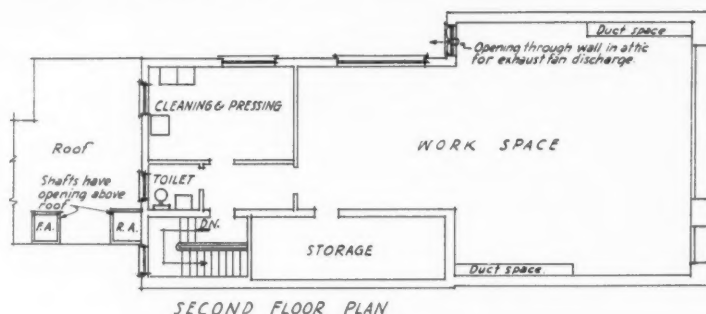 Duct space
Opening through wall in attic
for exhaust fan discharge.
CLEANING & PRESSING
WORK SPACE
Roof
TOILET
Shafts have
opening above
roof
F.A.
R.A.
DN.
STORAGE
Duct space.
SECOND FLOOR PLAN